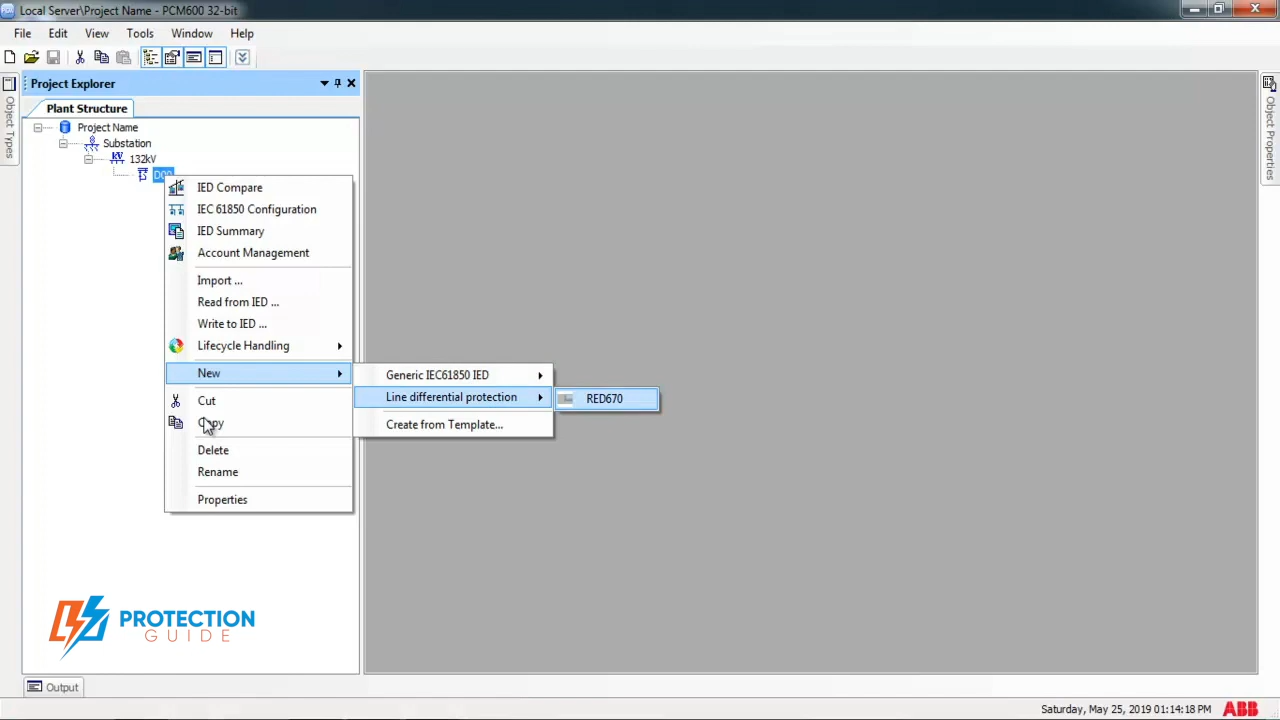 Local Server\Project Name - PCM600 32-bit
File Edit View Tools Window Help
Object Types
Project Explorer
Plant Structure
Project Name
Substation
132kV
IED Compare
IEC 61850 Configuration
IED Summary
Account Management
Import ...
Read from IED ...
Write to IED ...
Lifecycle Handling
New
Cut
Copy
Delete
Rename
Properties
Generic IEC61850 IED
Line differential protection
Create from Template...
RED670
Object Properties
PROTECTION
GUIDE
Output
Saturday, May 25, 2019 01:14:18 PM ABB